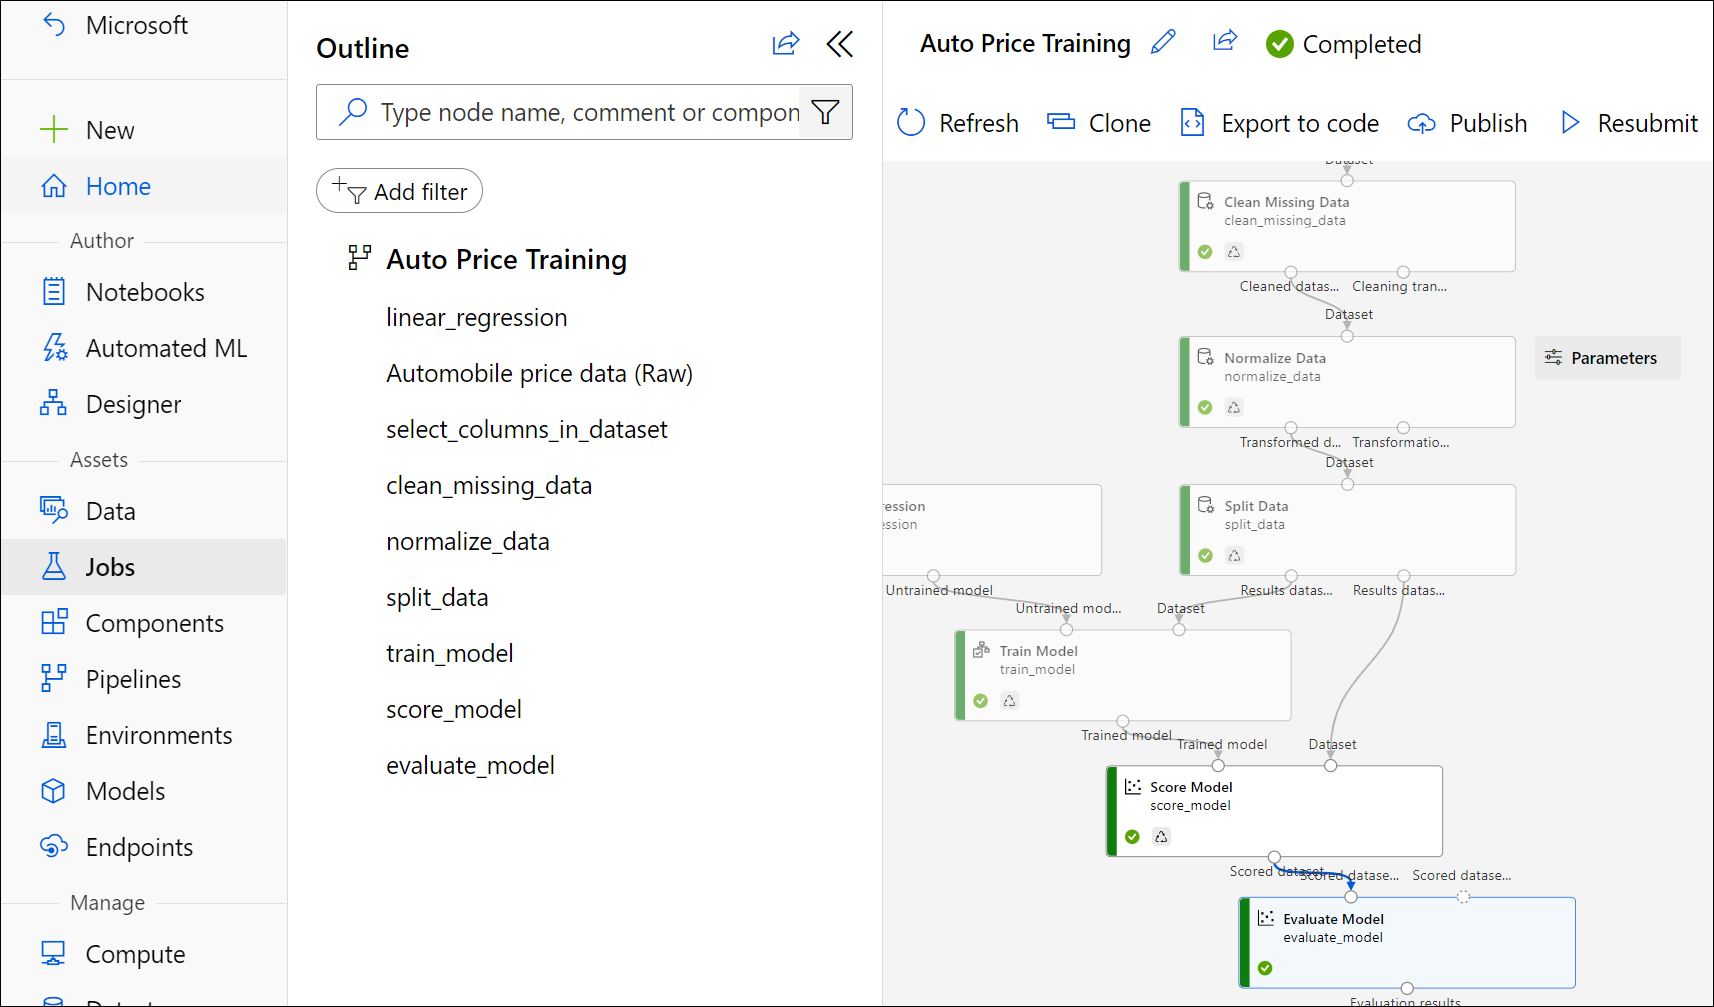 Microsoft
New
Home
Author
Notebooks
Automated ML
Designer
Assets
Data
Jobs
Components
Pipelines
Environments
Models
Endpoints
Manage
Compute
Outline
Type node name, comment or compon
Add filter
Auto Price Training
linear_regression
Automobile price data (Raw)
select_columns_in_dataset
clean_missing_data
normalize_data
split_data
train_model
score_model
evaluate_model
Auto Price Training
Completed
Refresh
Clone
Export to code
Publish
Resubmit
Dataset
Clean Missing Data
clean_missing_data
Cleaned datas... Cleaning tran...
Dataset
Normalize Data
normalize_data
Parameters
Transformed d... Transformatio...
Dataset
ression
ession
Split Data
split_data
Untrained model
Results datas... Results datas...
Untrained mod... Dataset
Train Model
train_model
Trained model
Trained model Dataset
Score Model
score_model
Scored dataset
Scored datase... Scored datase...
Evaluate Model
evaluate_model
Evaluation results